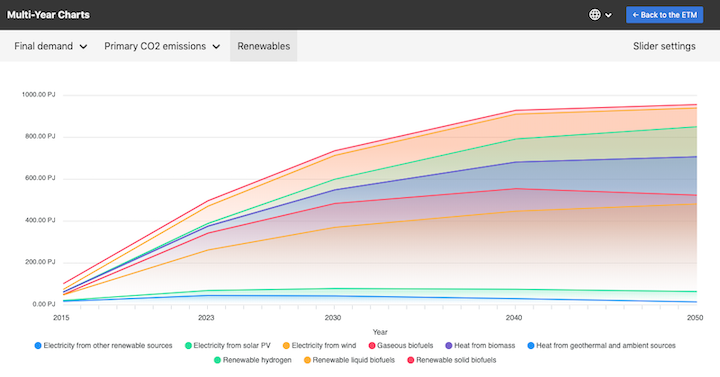 Multi-Year Charts
← Back to the ETM
Final demand
Primary CO2 emissions
Renewables
Slider settings
1000.00 PJ
800.00 PJ
600.00 PJ
400.00 PJ
200.00 PJ
0.00 PJ
2015 2023 2030 2040 2050
Year
Electricity from other renewable sources Electricity from solar PV Electricity from wind Gaseous biofuels Heat from biomass Heat from geothermal and ambient sources
Renewable hydrogen Renewable liquid biofuels Renewable solid biofuels